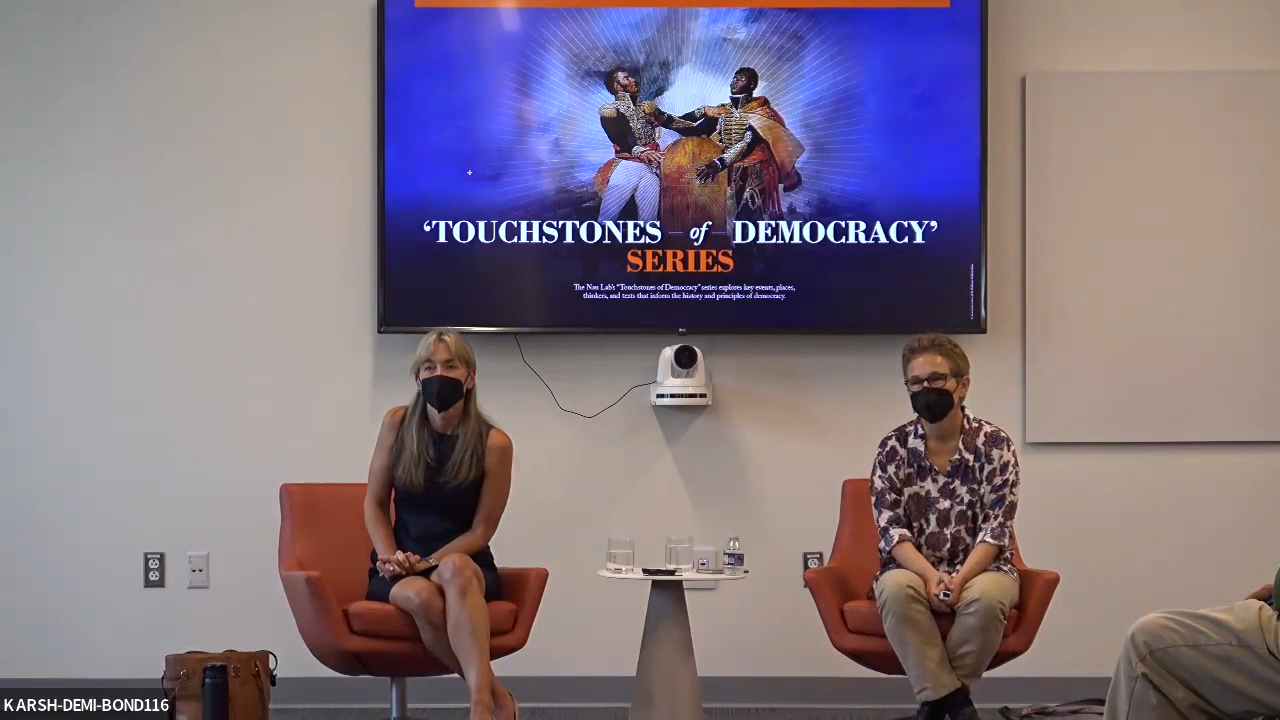 ‘TOUCHSTONES of DEMOCRACY’
SERIES
The Nau Lab's "Touchstones of Democracy" series explores key events, places,
thinkers, and texts that inform the history and principles of democracy.
KARSH-DEMI-BOND116